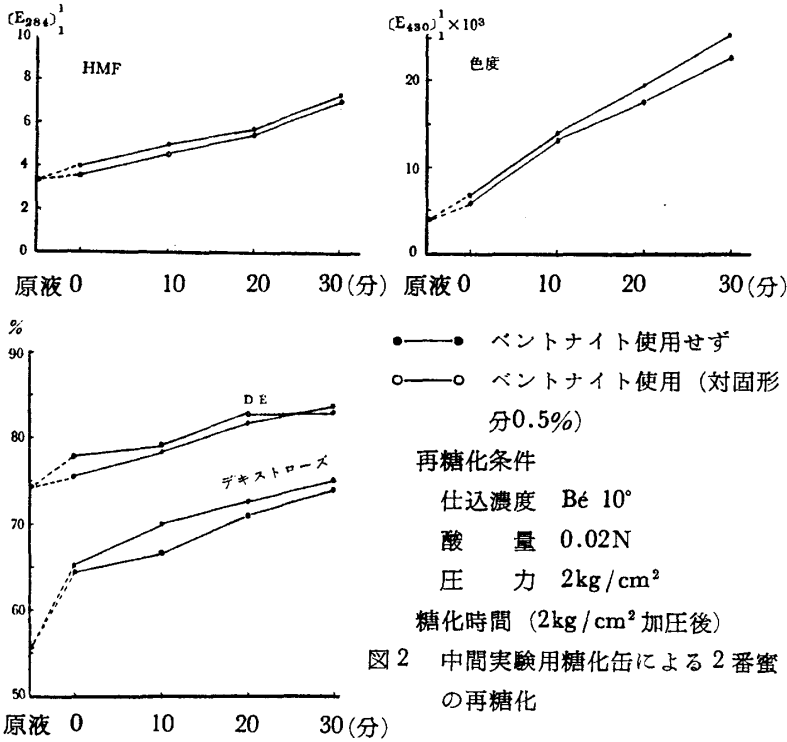 〔E₂₈₄〕¹₁
10
8
6
4
2
0
HMF
原液 0 10 20 30(分)
〔E₄₃₀〕¹₁×10³
20
10
0
色度
原液 0 10 20 30(分)
%
90
80
70
60
50
DE
デキストローズ
原液 0 10 20 30(分)
●──● ベントナイト使用せず
○──○ ベントナイト使用（対固形
分0.5%）
再糖化条件
仕込濃度 Bé 10°
酸 量 0.02N
圧 力 2kg/cm²
糖化時間（2kg/cm²加圧後）
図2 中間実験用糖化缶による2番蜜
の再糖化